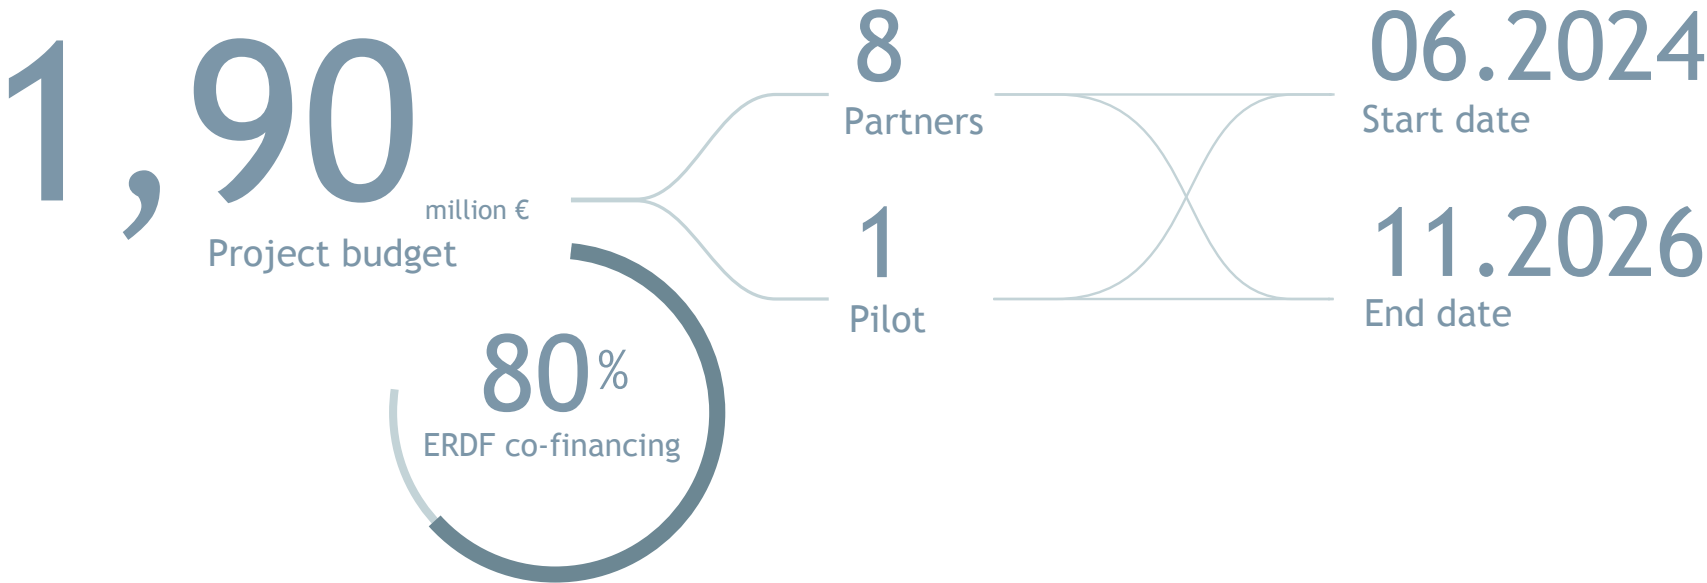 1,90
million €
Project budget
80%
ERDF co-financing
8
Partners
1
Pilot
06.2024
Start date
11.2026
End date